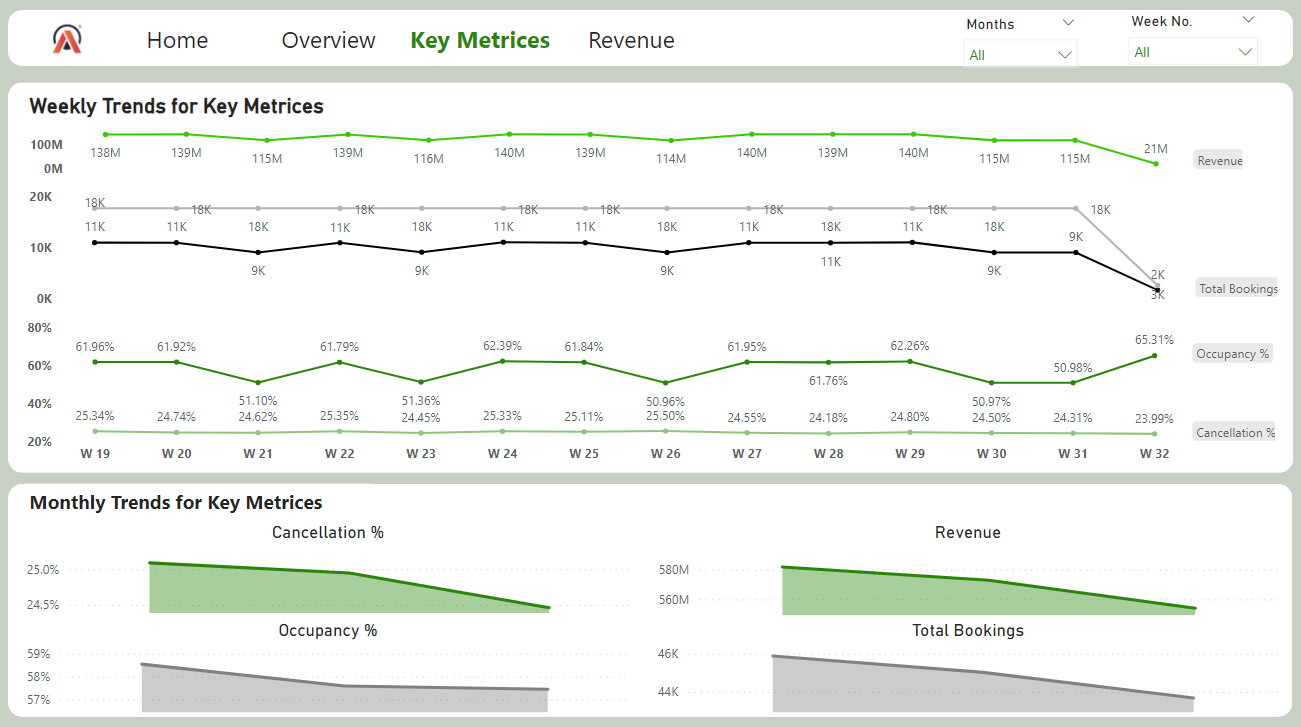 Home Overview Key Metrices Revenue
Months
All
Week No.
All
Weekly Trends for Key Metrices
100M
0M
138M 139M 115M 139M 116M 140M 139M 114M 140M 139M 140M 115M 115M 21M
Revenue
20K
10K
0K
18K 18K 18K 18K 18K 18K 18K 18K
11K 11K 18K 11K 18K 11K 11K 18K 11K 18K 11K 18K 9K 2K
9K 9K 9K 11K 9K 3K
Total Bookings
80%
60%
40%
20%
61.96% 61.92% 61.79% 62.39% 61.84% 61.95% 62.26% 50.98% 65.31%
51.10% 51.36% 50.96% 61.76% 50.97%
Occupancy %
25.34% 24.74% 24.62% 25.35% 24.45% 25.33% 25.11% 25.50% 24.55% 24.18% 24.80% 24.50% 24.31% 23.99%
Cancellation %
W 19 W 20 W 21 W 22 W 23 W 24 W 25 W 26 W 27 W 28 W 29 W 30 W 31 W 32
Monthly Trends for Key Metrices
Cancellation %
25.0%
24.5%
Revenue
580M
560M
Occupancy %
59%
58%
57%
Total Bookings
46K
44K